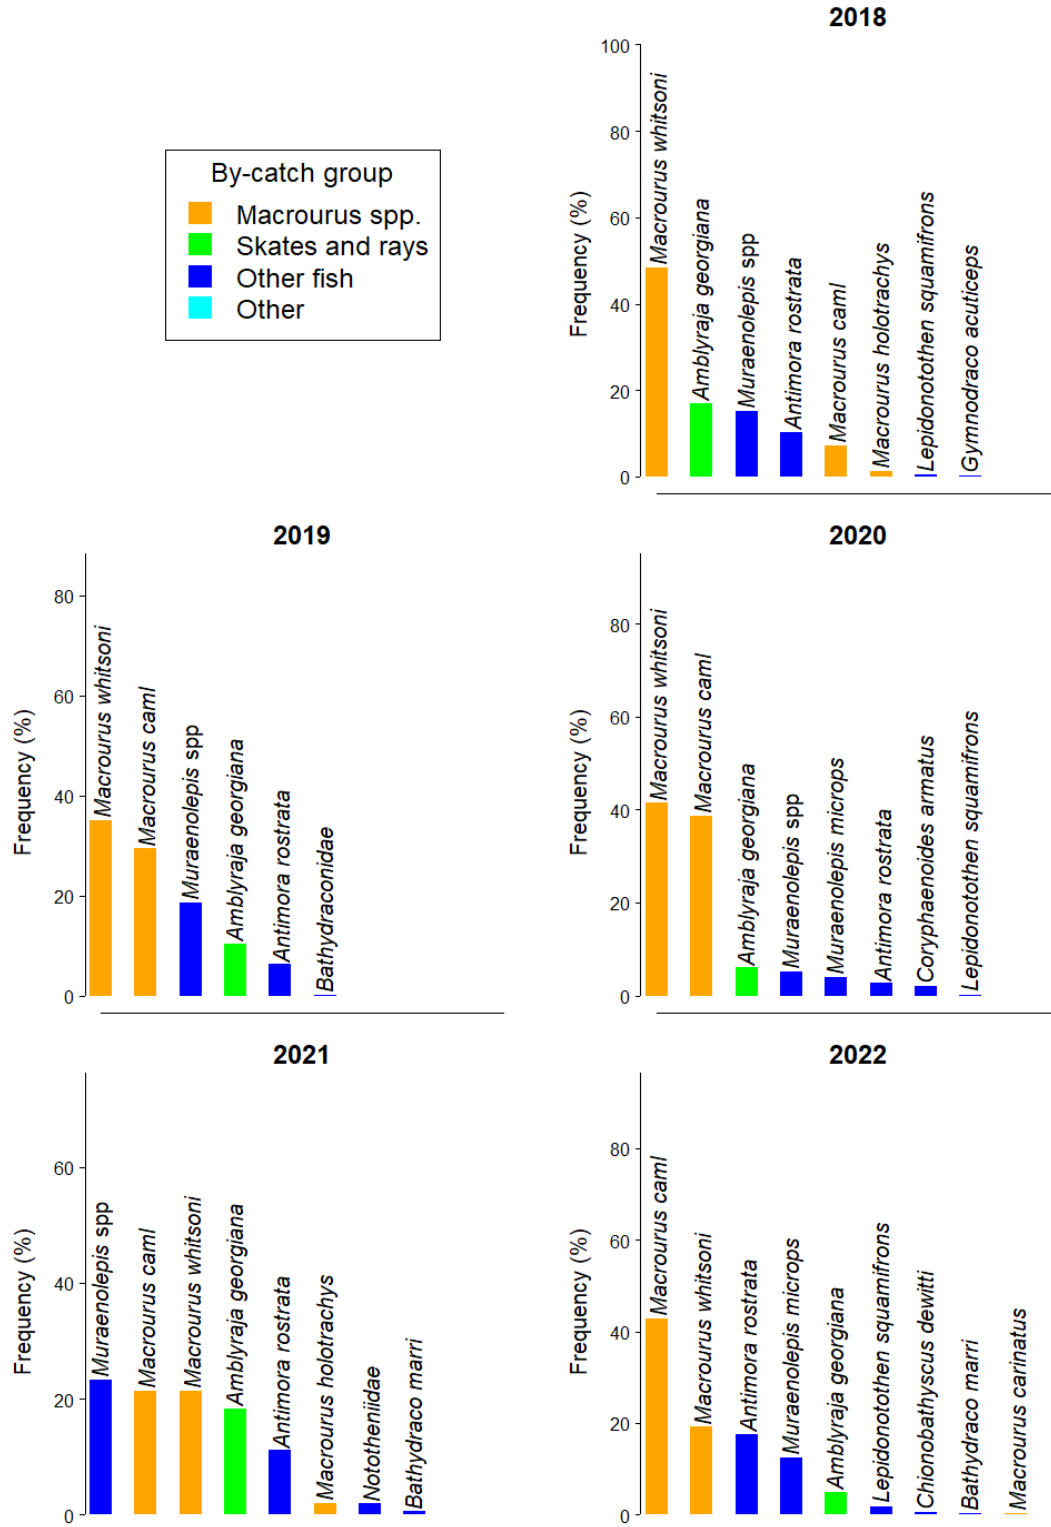 2018
By-catch group
Macrourus spp.
Skates and rays
Other fish
Other
Frequency (%)
100
80
60
40
20
0
Macrourus whitsoni
Amblyraja georgiana
Muraenolepis spp
Antimora rostrata
Macrourus caml
Macrourus holotrachys
Lepidonotothen squamifrons
Gymnodraco acuticeps
2019
Frequency (%)
80
60
40
20
0
Macrourus whitsoni
Macrourus caml
Muraenolepis spp
Amblyraja georgiana
Antimora rostrata
Bathydraconidae
2020
Frequency (%)
80
60
40
20
0
Macrourus whitsoni
Macrourus caml
Amblyraja georgiana
Muraenolepis spp
Muraenolepis microps
Antimora rostrata
Coryphaenoides armatus
Lepidonotothen squamifrons
2021
Frequency (%)
60
40
20
0
Muraenolepis spp
Macrourus caml
Macrourus whitsoni
Amblyraja georgiana
Antimora rostrata
Macrourus holotrachys
Nototheniidae
Bathydraco marri
2022
Frequency (%)
80
60
40
20
0
Macrourus caml
Macrourus whitsoni
Antimora rostrata
Muraenolepis microps
Amblyraja georgiana
Lepidonotothen squamifrons
Chionobathyscus dewitti
Bathydraco marri
Macrourus carinatus